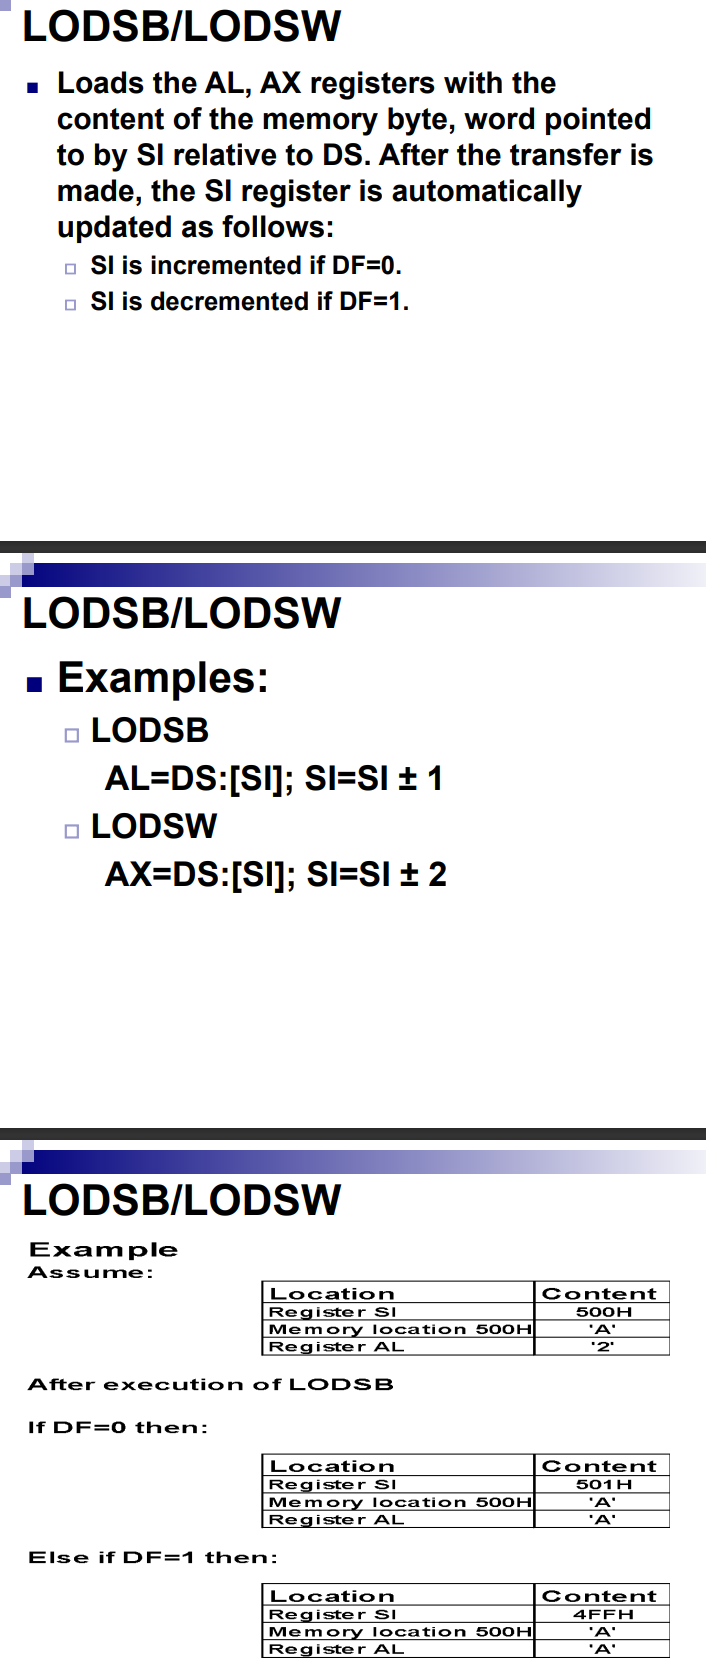 LODSB/LODSW
Loads the AL, AX registers with the
content of the memory byte, word pointed
to by SI relative to DS. After the transfer is
made, the SI register is automatically
updated as follows:
SI is incremented if DF=0.
SI is decremented if DF=1.
LODSB/LODSW
Examples:
LODSB
AL=DS:[SI]; SI=SI ± 1
LODSW
AX=DS:[SI]; SI=SI ± 2
LODSB/LODSW
Example
Assume:
Location Content
Register SI 500H
Memory location 500H 'A'
Register AL '2'
After execution of LODSB
If DF=0 then:
Location Content
Register SI 501H
Memory location 500H 'A'
Register AL 'A'
Else if DF=1 then:
Location Content
Register SI 4FFH
Memory location 500H 'A'
Register AL 'A'